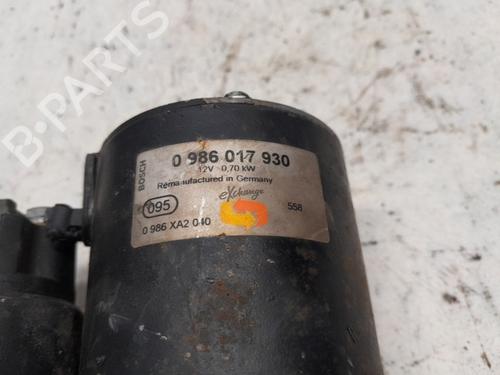 BOSCH
0 986 017 930
12V 0,70 kW
Remanufactured in Germany
eXchange
095
558
0 986 XA2 040
B-PARTS